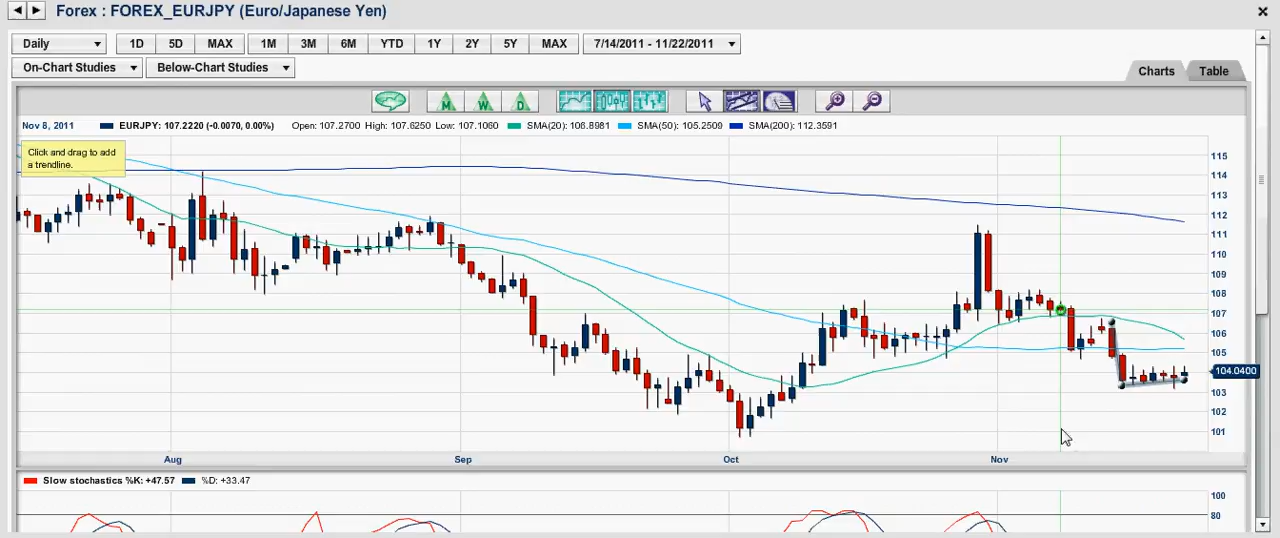 Forex : FOREX_EURJPY (Euro/Japanese Yen)
Daily 1D 5D MAX 1M 3M 6M YTD 1Y 2Y 5Y MAX 7/14/2011 - 11/22/2011
On-Chart Studies Below-Chart Studies
Charts Table
M W D
Nov 8, 2011 EURJPY: 107.2220 (-0.0070, 0.00%) Open: 107.2700 High: 107.6250 Low: 107.1060 SMA(20): 106.8981 SMA(50): 105.2509 SMA(200): 112.3591
Click and drag to add
a trendline.
115
114
113
112
111
110
109
108
107
106
105
104.0400
103
102
101
Aug Sep Oct Nov
Slow stochastics %K: +47.57 %D: +33.47
100
80